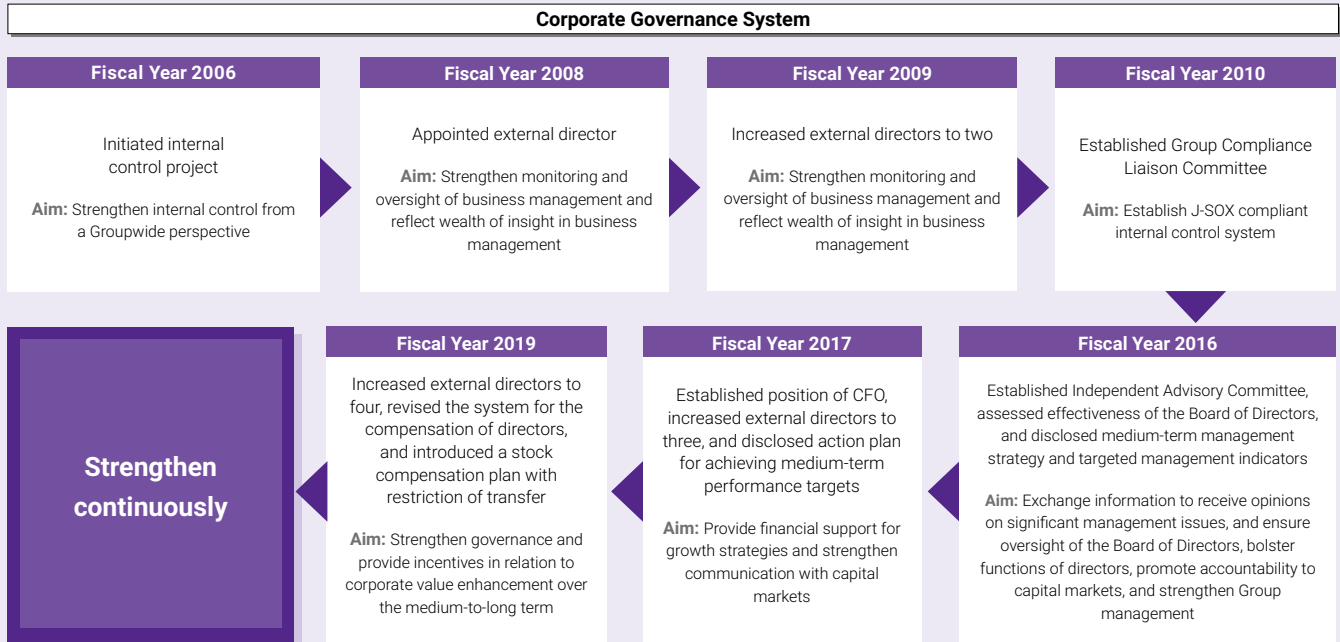 Corporate Governance System
Fiscal Year 2006
Initiated internal
control project
Aim: Strengthen internal control from
a Groupwide perspective
Fiscal Year 2008
Appointed external director
Aim: Strengthen monitoring and
oversight of business management and
reflect wealth of insight in business
management
Fiscal Year 2009
Increased external directors to two
Aim: Strengthen monitoring and
oversight of business management and
reflect wealth of insight in business
management
Fiscal Year 2010
Established Group Compliance
Liaison Committee
Aim: Establish J-SOX compliant
internal control system
Fiscal Year 2016
Established Independent Advisory Committee,
assessed effectiveness of the Board of Directors,
and disclosed medium-term management
strategy and targeted management indicators
Aim: Exchange information to receive opinions
on significant management issues, and ensure
oversight of the Board of Directors, bolster
functions of directors, promote accountability to
capital markets, and strengthen Group
management
Fiscal Year 2017
Established position of CFO,
increased external directors to
three, and disclosed action plan
for achieving medium-term
performance targets
Aim: Provide financial support for
growth strategies and strengthen
communication with capital
markets
Fiscal Year 2019
Increased external directors to
four, revised the system for the
compensation of directors,
and introduced a stock
compensation plan with
restriction of transfer
Aim: Strengthen governance and
provide incentives in relation to
corporate value enhancement over
the medium-to-long term
Strengthen
continuously